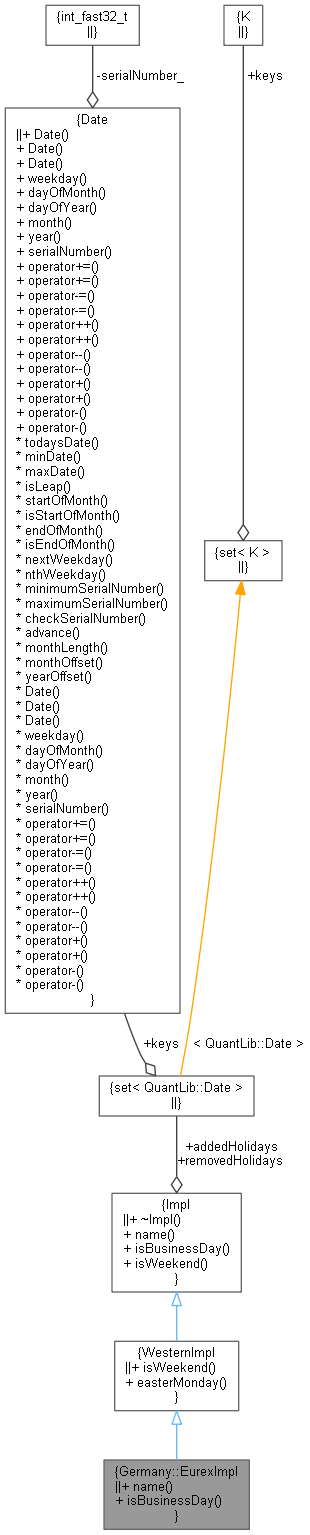 {int_fast32_t
||}
{K
||}
-serialNumber_
+keys
{Date
||+ Date()
+ Date()
+ Date()
+ weekday()
+ dayOfMonth()
+ dayOfYear()
+ month()
+ year()
+ serialNumber()
+ operator+=()
+ operator+=()
+ operator-=()
+ operator-=()
+ operator++()
+ operator++()
+ operator--()
+ operator--()
+ operator+()
+ operator+()
+ operator-()
+ operator-()
* todaysDate()
* minDate()
* maxDate()
* isLeap()
* startOfMonth()
* isStartOfMonth()
* endOfMonth()
* isEndOfMonth()
* nextWeekday()
* nthWeekday()
* minimumSerialNumber()
* maximumSerialNumber()
* checkSerialNumber()
* advance()
* monthLength()
* monthOffset()
* yearOffset()
* Date()
* Date()
* Date()
* weekday()
* dayOfMonth()
* dayOfYear()
* month()
* year()
* serialNumber()
* operator+=()
* operator+=()
* operator-=()
* operator-=()
* operator++()
* operator++()
* operator--()
* operator--()
* operator+()
* operator+()
* operator-()
* operator-()
}
{set< K >
||}
+keys
< QuantLib::Date >
{set< QuantLib::Date >
||}
+addedHolidays
+removedHolidays
{Impl
||+ ~Impl()
+ name()
+ isBusinessDay()
+ isWeekend()
}
{WesternImpl
||+ isWeekend()
+ easterMonday()
}
{Germany::EurexImpl
||+ name()
+ isBusinessDay()
}